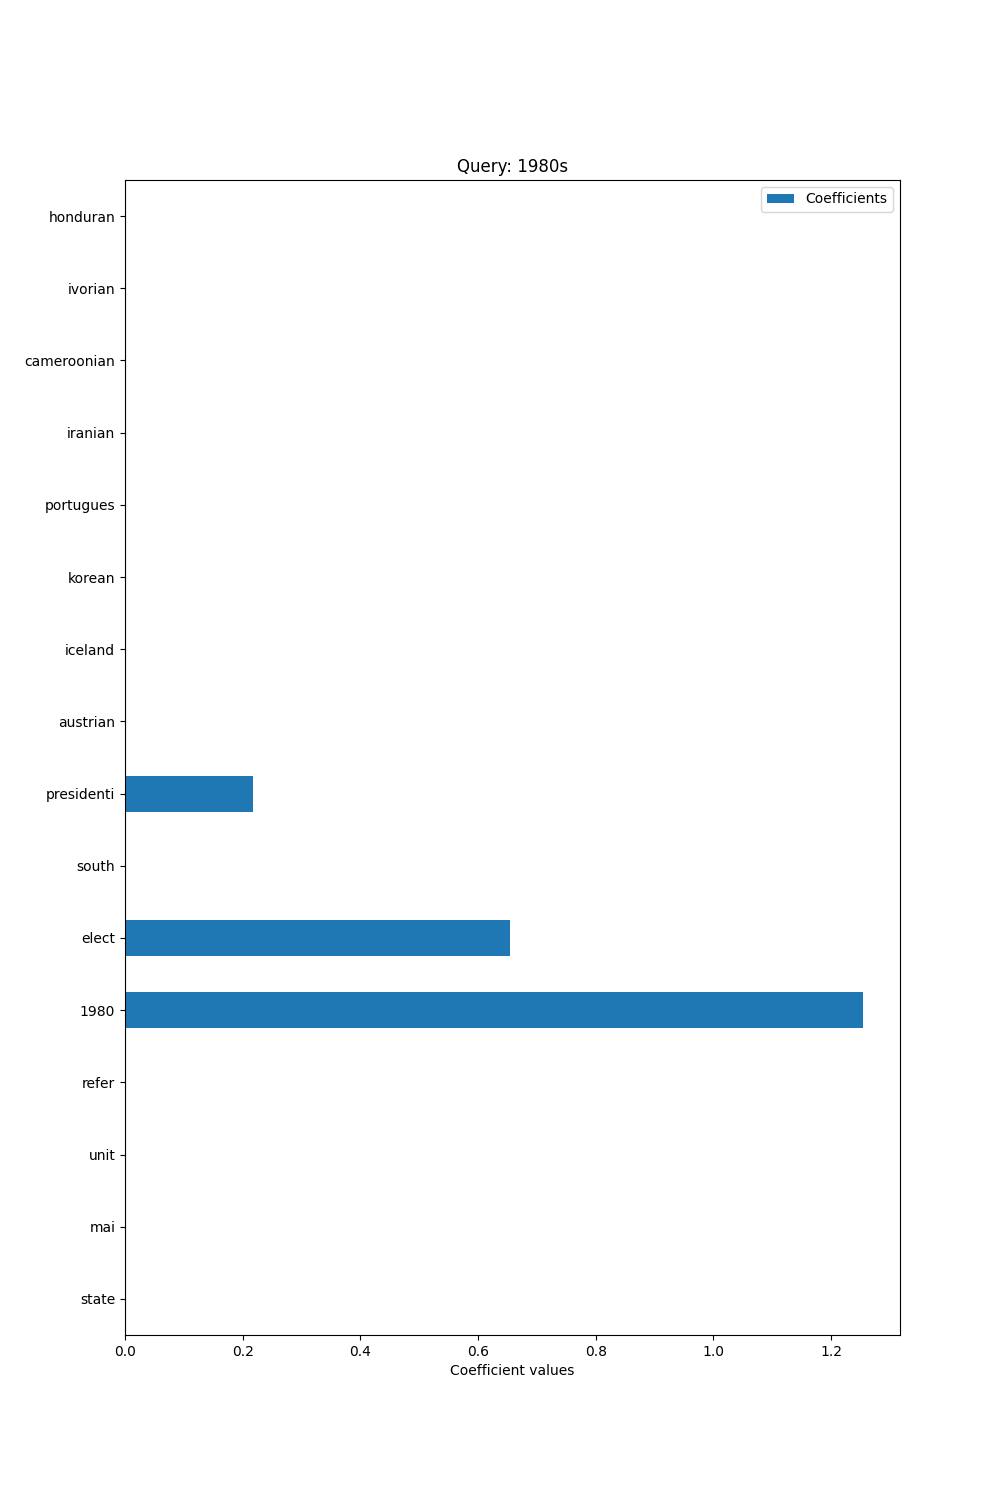 Query: 1980s
Coefficients
honduran
ivorian
cameroonian
iranian
portugues
korean
iceland
austrian
presidenti
south
elect
1980
refer
unit
mai
state
0.0 0.2 0.4 0.6 0.8 1.0 1.2
Coefficient values